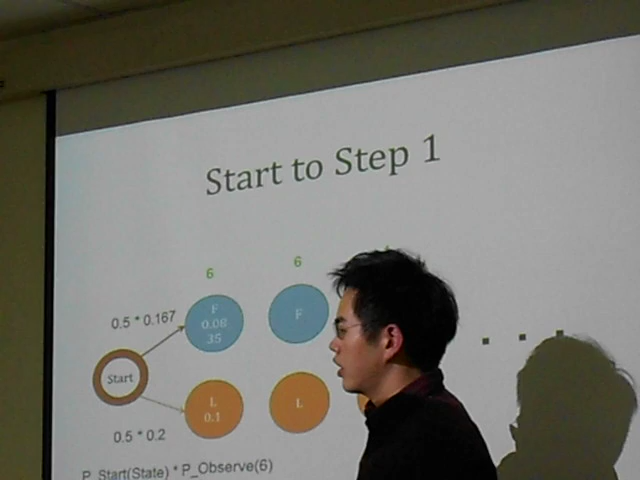 Start to Step 1
6 6
0.5 * 0.167
F
0.08
35
F
Start
L
0.1
L
0.5 * 0.2
P_Start(State) * P_Observe(6)